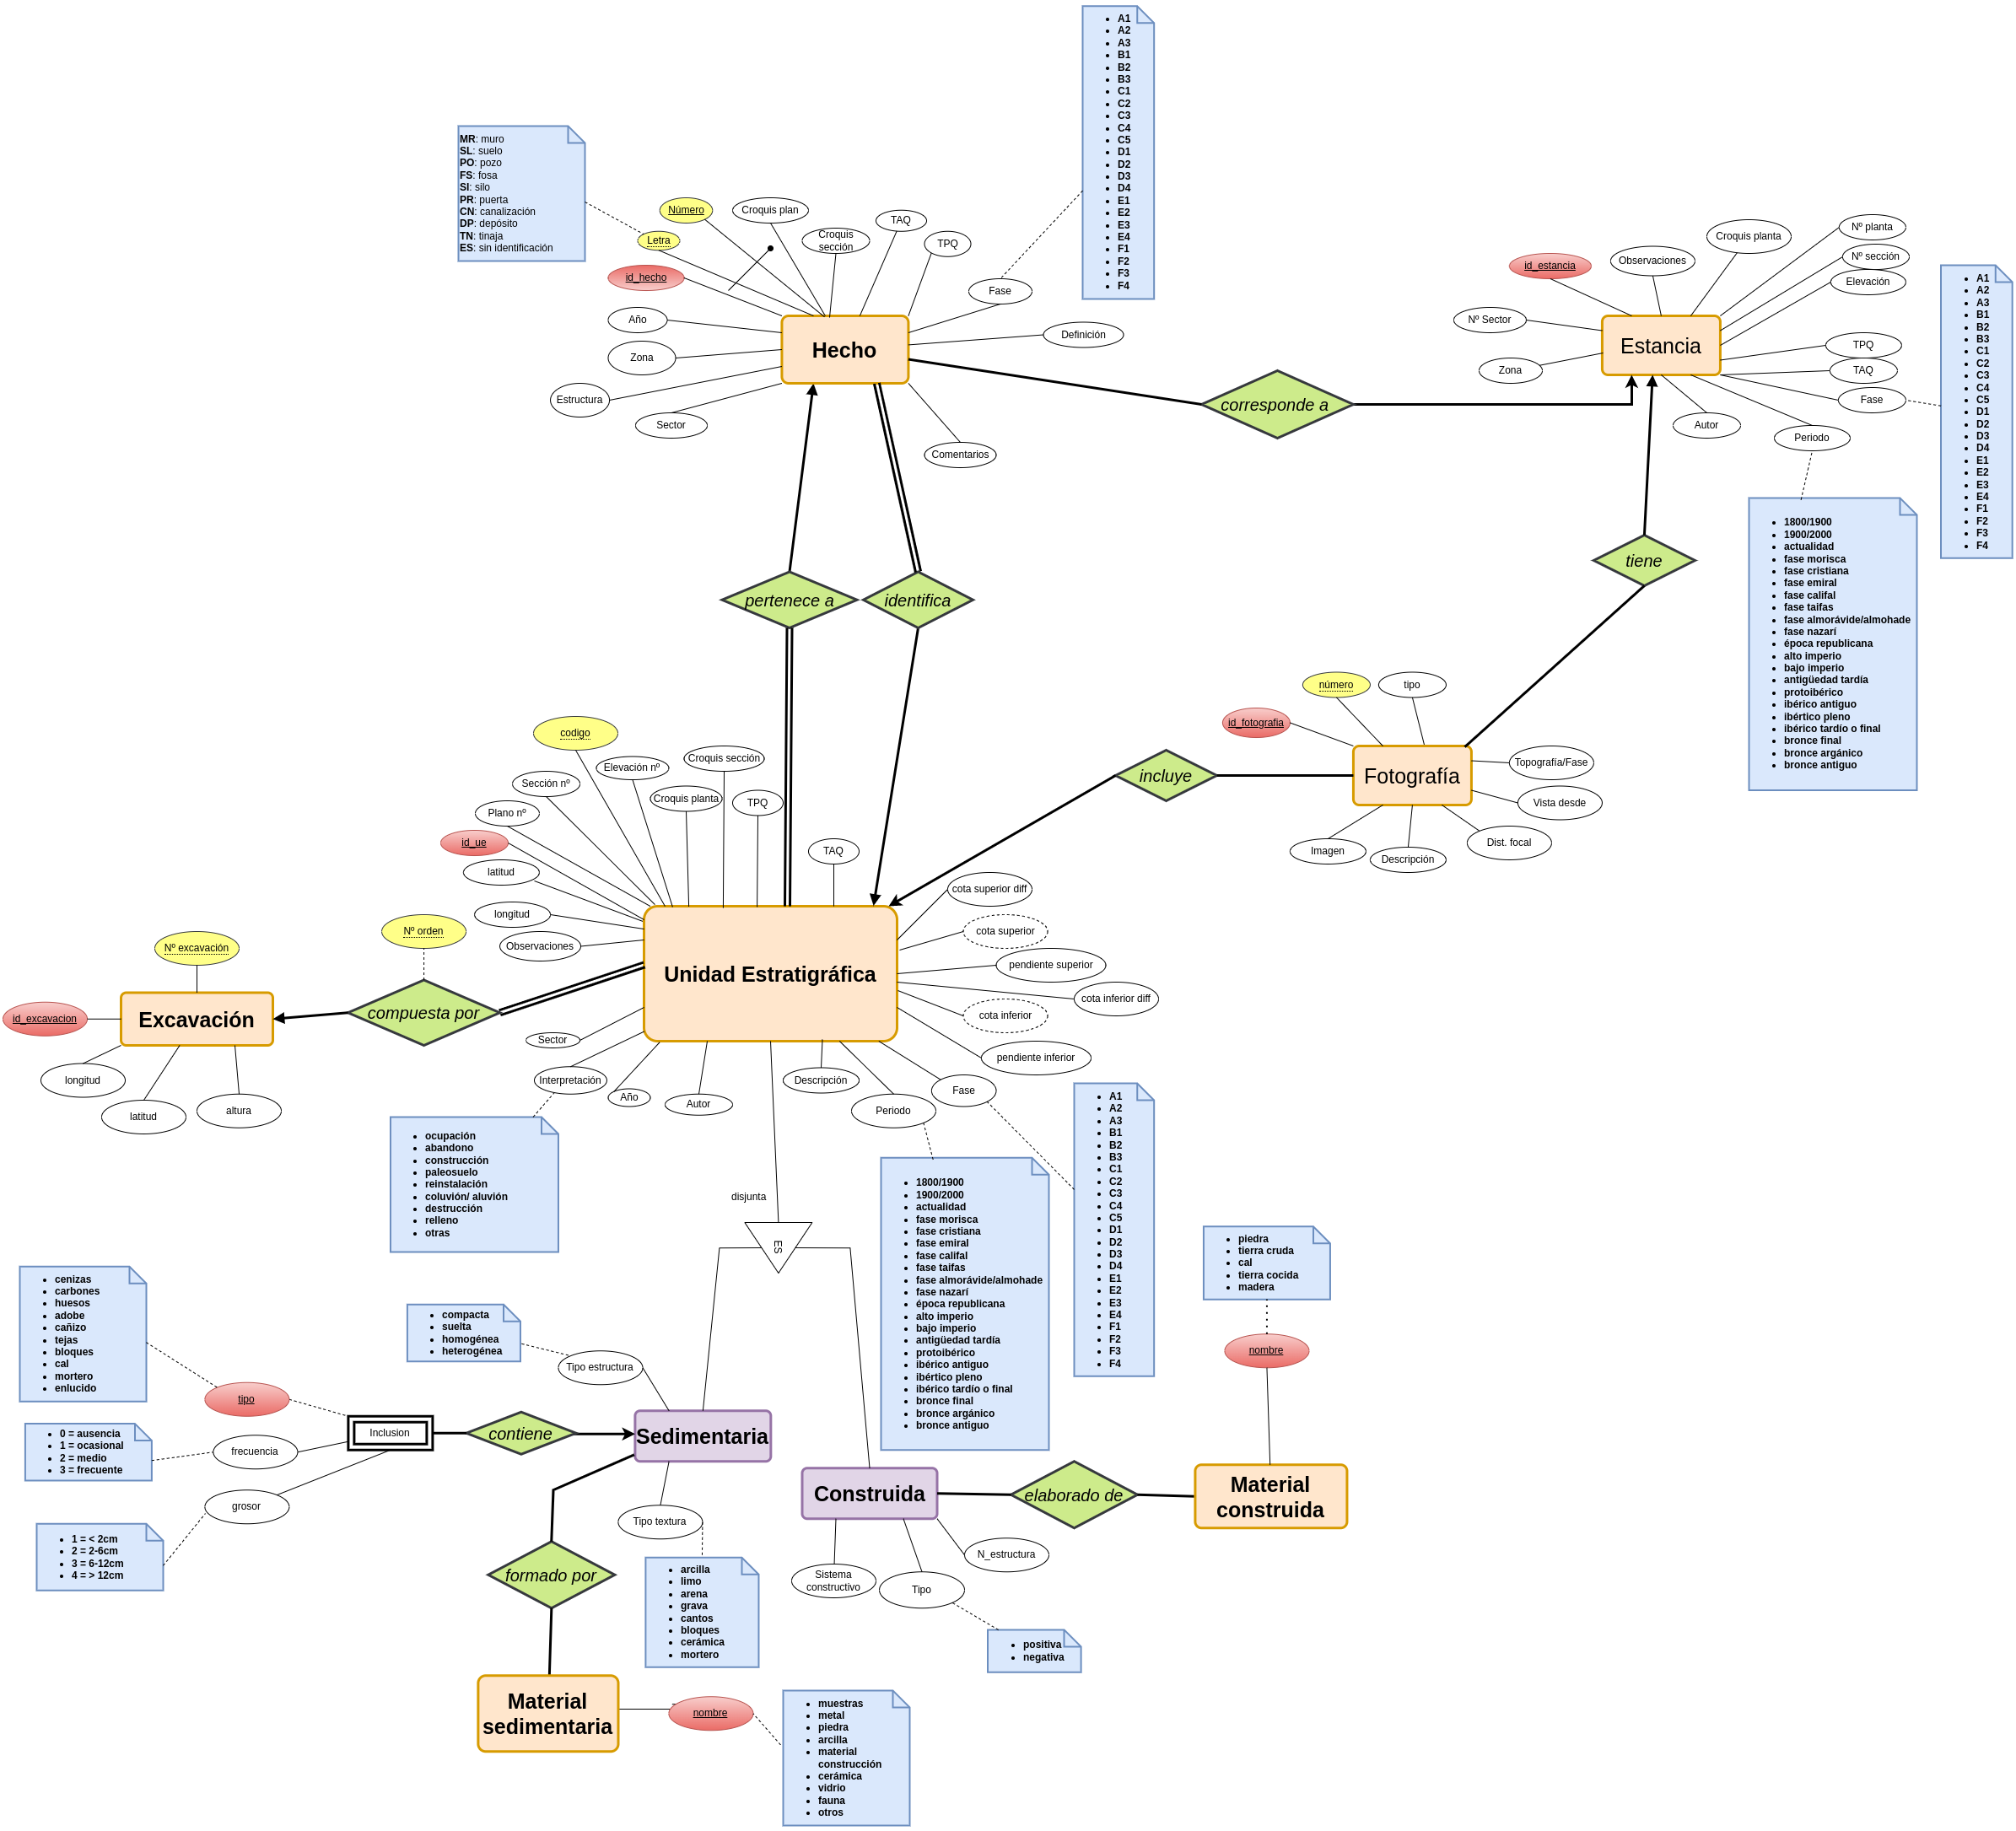 A1
A2
A3
B1
B2
B3
C1
C2
C3
C4
C5
D1
D2
D3
D4
E1
E2
E3
E4
F1
F2
F3
F4
MR: muro
SL: suelo
PO: pozo
FS: fosa
SI: silo
PR: puerta
CN: canalización
DP: depósito
TN: tinaja
ES: sin identificación
Número
Croquis plan
Letra
Croquis
sección
TAQ
TPQ
id_hecho
Fase
Año
Zona
Estructura
Sector
Hecho
Definición
Comentarios
corresponde a
id_estancia
Observaciones
Croquis planta
Nº planta
Nº sección
Elevación
Nº Sector
Zona
Estancia
TPQ
TAQ
Fase
Autor
Periodo
A1
A2
A3
B1
B2
B3
C1
C2
C3
C4
C5
D1
D2
D3
D4
E1
E2
E3
E4
F1
F2
F3
F4
1800/1900
1900/2000
actualidad
fase morisca
fase cristiana
fase emiral
fase califal
fase taifas
fase almorávide/almohade
fase nazarí
época republicana
alto imperio
bajo imperio
antigüedad tardía
protoibérico
ibérico antiguo
ibértico pleno
ibérico tardío o final
bronce final
bronce argánico
bronce antiguo
pertenece a
identifica
tiene
número
tipo
id_fotografia
Fotografía
Topografía/Fase
Vista desde
Dist. focal
Imagen
Descripción
incluye
codigo
Elevación nº
Croquis sección
Sección nº
Croquis planta
TPQ
Plano nº
id_ue
TAQ
latitud
longitud
Observaciones
Unidad Estratigráfica
cota superior diff
cota superior
pendiente superior
cota inferior diff
cota inferior
pendiente inferior
Nº orden
Nº excavación
id_excavacion
Excavación
compuesta por
longitud
latitud
altura
Sector
Interpretación
Año
Autor
Descripción
Periodo
Fase
ocupación
abandono
construcción
paleosuelo
reinstalación
coluvión/ aluvión
destrucción
relleno
otras
disjunta
ES
1800/1900
1900/2000
actualidad
fase morisca
fase cristiana
fase emiral
fase califal
fase taifas
fase almorávide/almohade
fase nazarí
época republicana
alto imperio
bajo imperio
antigüedad tardía
protoibérico
ibérico antiguo
ibértico pleno
ibérico tardío o final
bronce final
bronce argánico
bronce antiguo
A1
A2
A3
B1
B2
B3
C1
C2
C3
C4
C5
D1
D2
D3
D4
E1
E2
E3
E4
F1
F2
F3
F4
piedra
tierra cruda
cal
tierra cocida
madera
nombre
Material
construida
elaborado de
Construida
N_estructura
Sistema
constructivo
Tipo
positiva
negativa
cenizas
carbones
huesos
adobe
cañizo
tejas
bloques
cal
mortero
enlucido
compacta
suelta
homogénea
heterogénea
Tipo estructura
tipo
0 = ausencia
1 = ocasional
2 = medio
3 = frecuente
frecuencia
Inclusion
contiene
Sedimentaria
grosor
1 = < 2cm
2 = 2-6cm
3 = 6-12cm
4 = > 12cm
Tipo textura
formado por
arcilla
limo
arena
grava
cantos
bloques
cerámica
mortero
Material
sedimentaria
nombre
muestras
metal
piedra
arcilla
material
construcción
cerámica
vidrio
fauna
otros